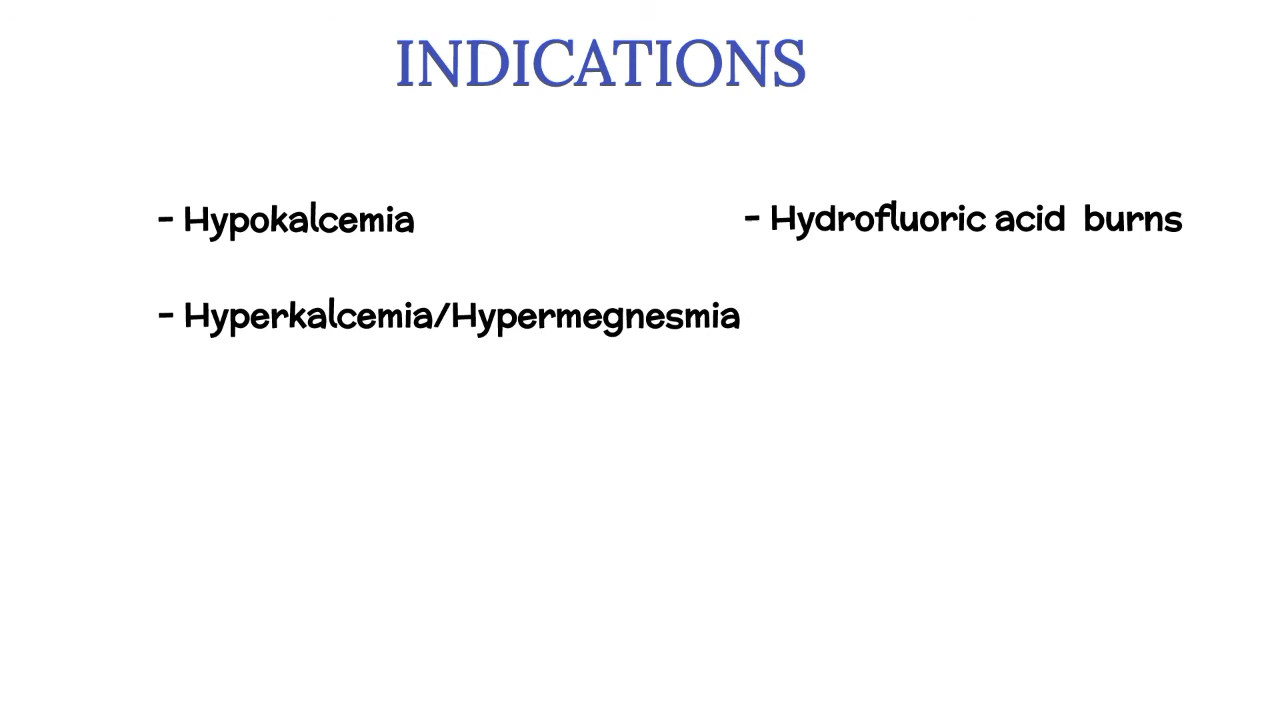 INDICATIONS
- Hypokalcemia
- Hydrofluoric acid burns
- Hyperkalcemia/Hypermegnesmia